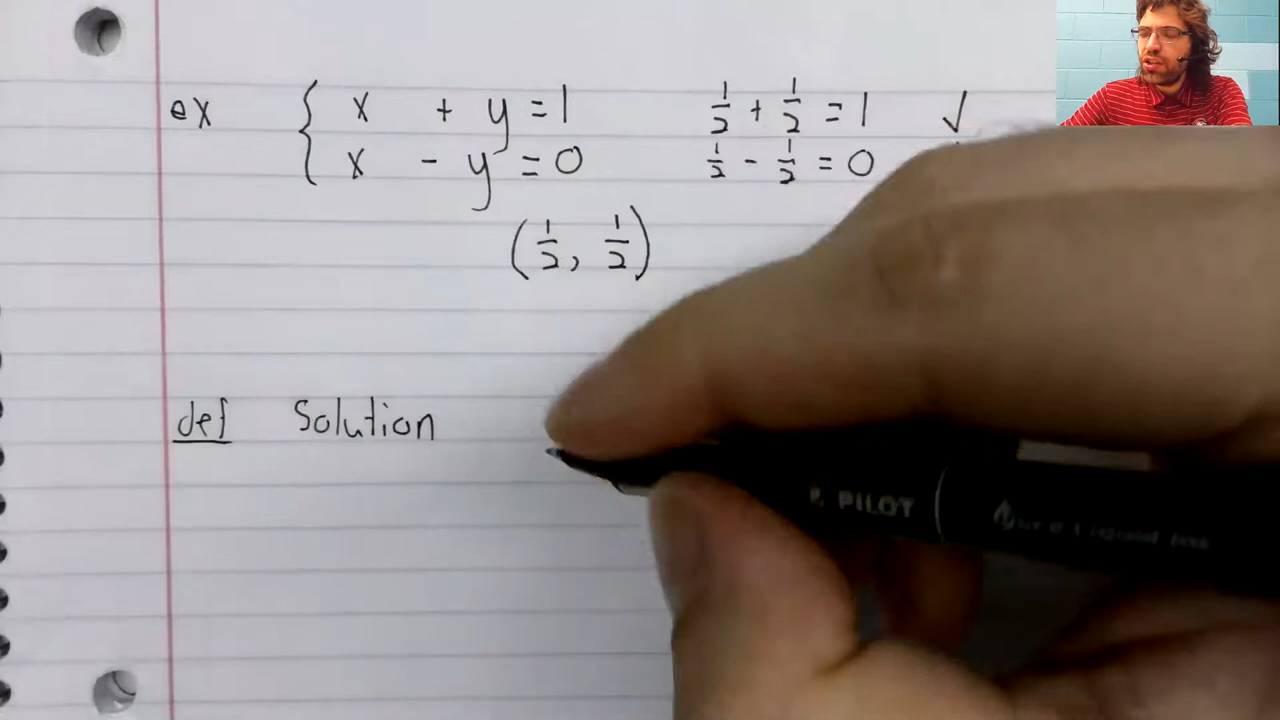 ex { x + y = 1 1/2 + 1/2 = 1 ✓
x - y = 0 1/2 - 1/2 = 0
(1/2, 1/2)
def Solution
PILOT